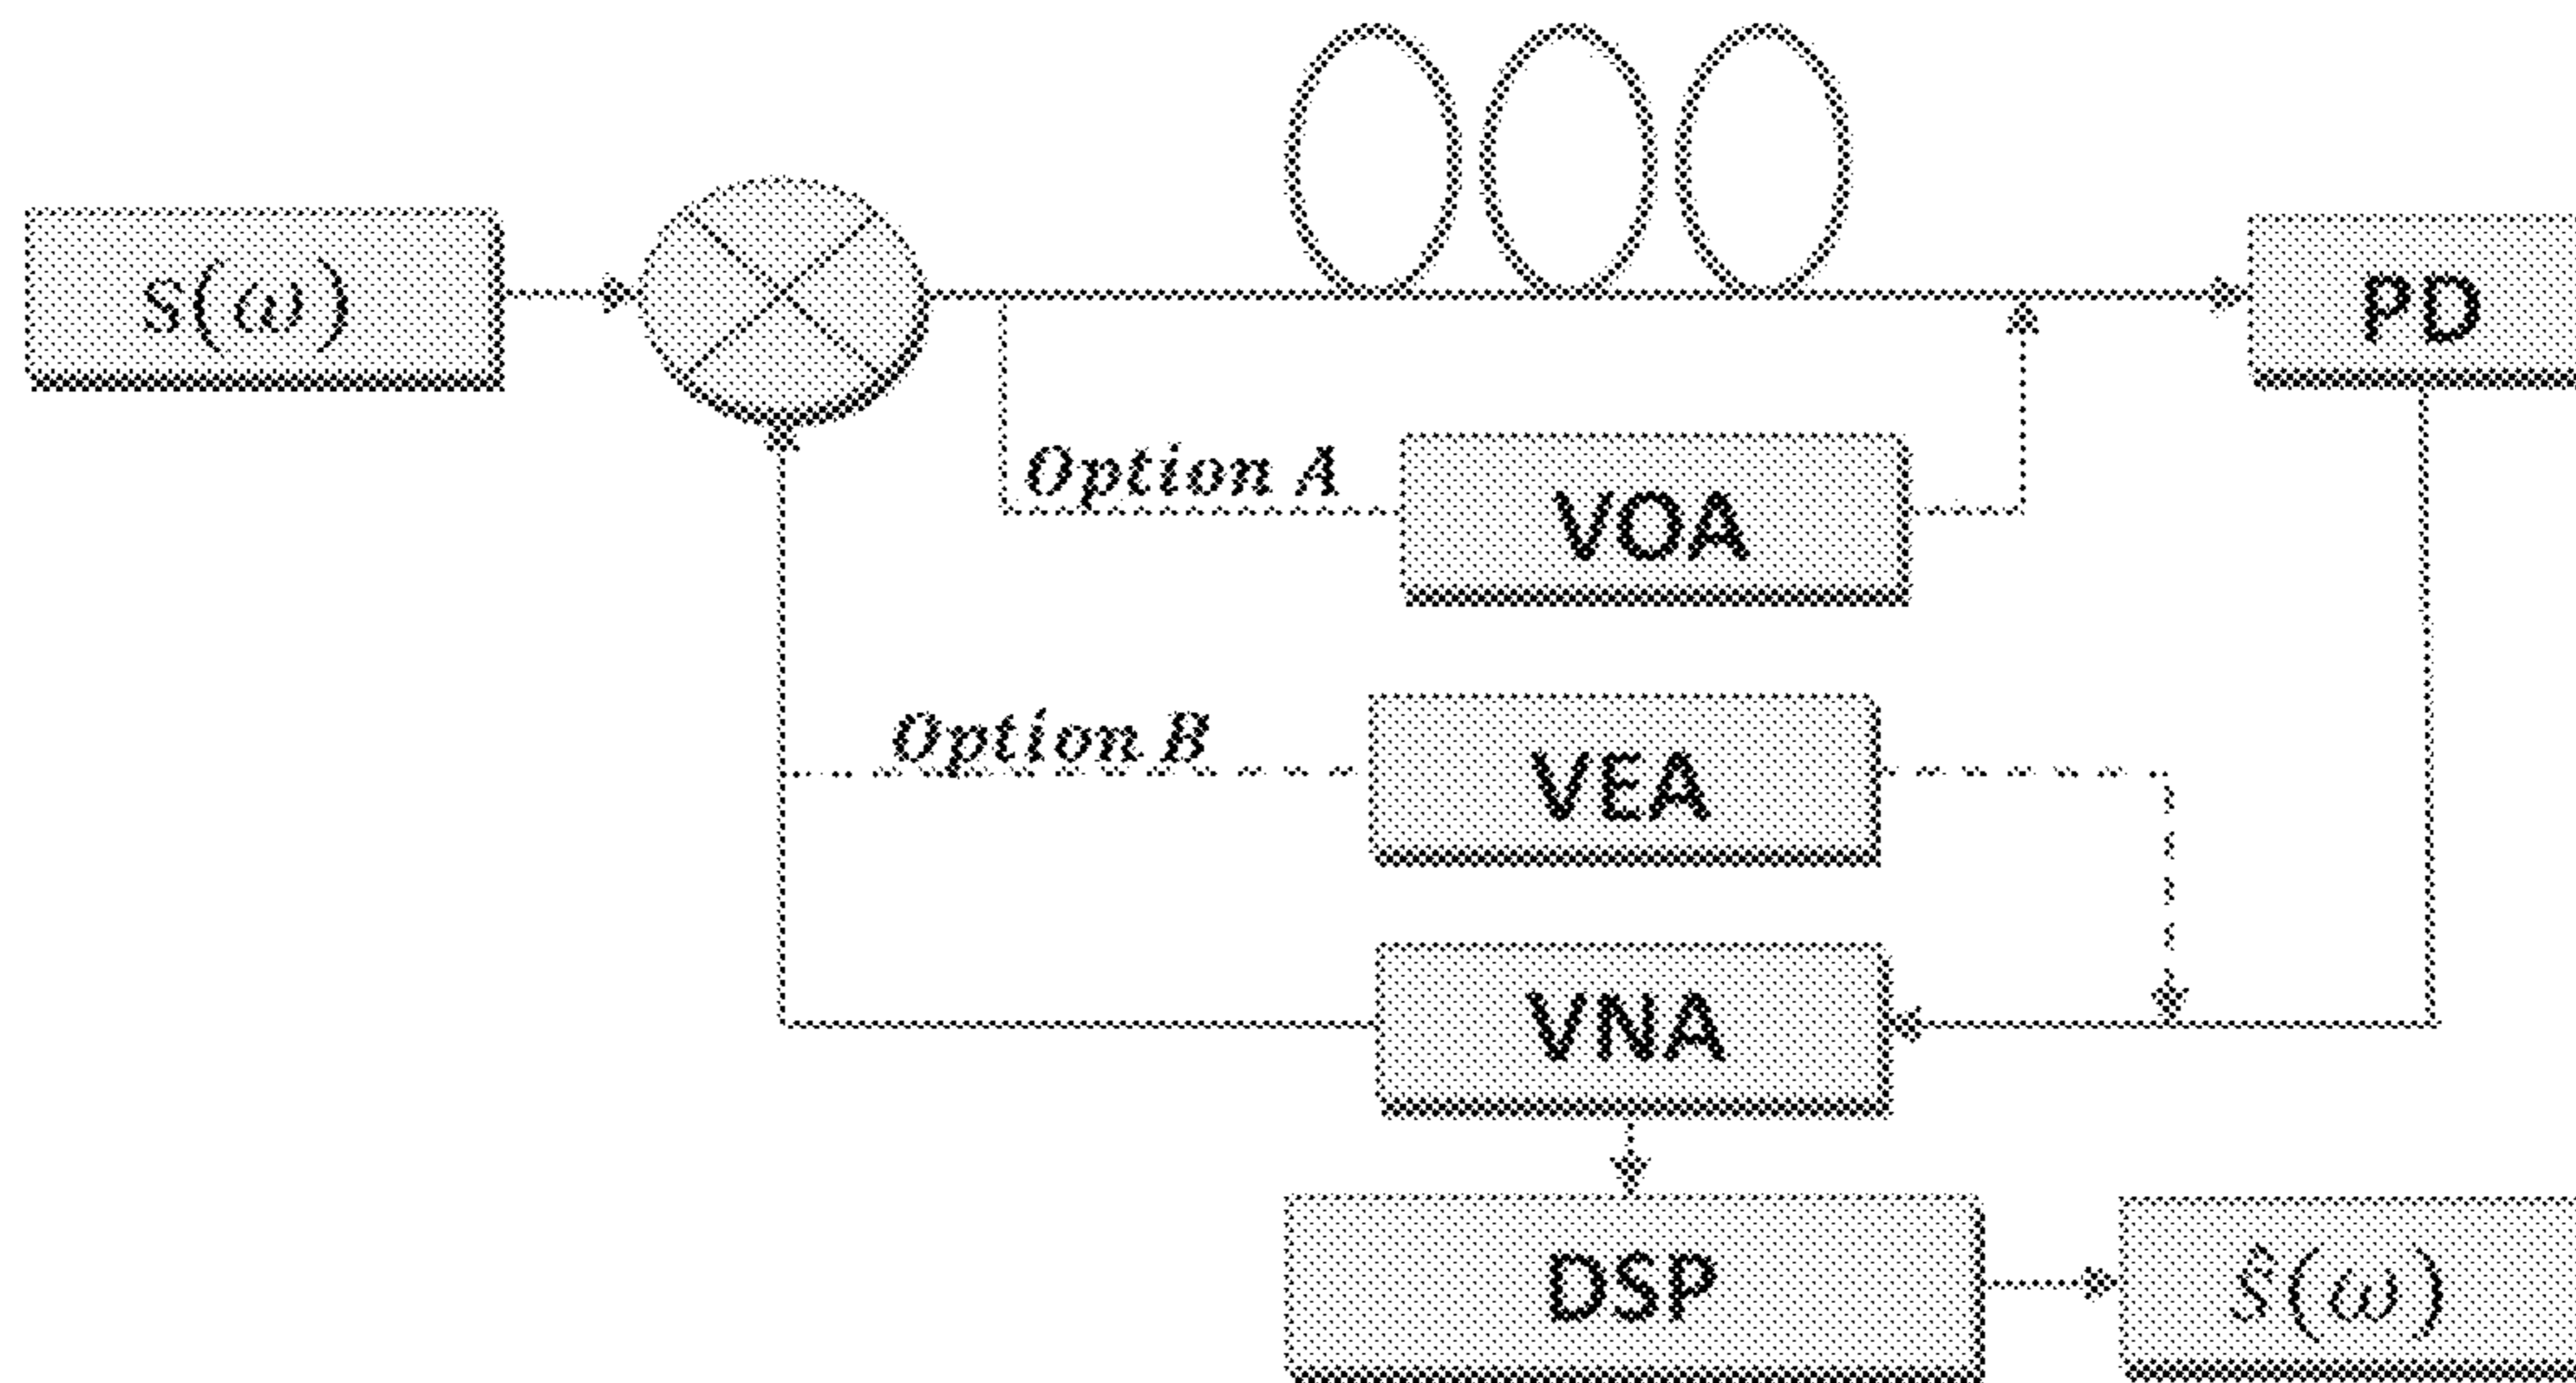 S(ω)
PD
Option A
VOA
Option B
VEA
VNA
DSP
Ŝ(ω)